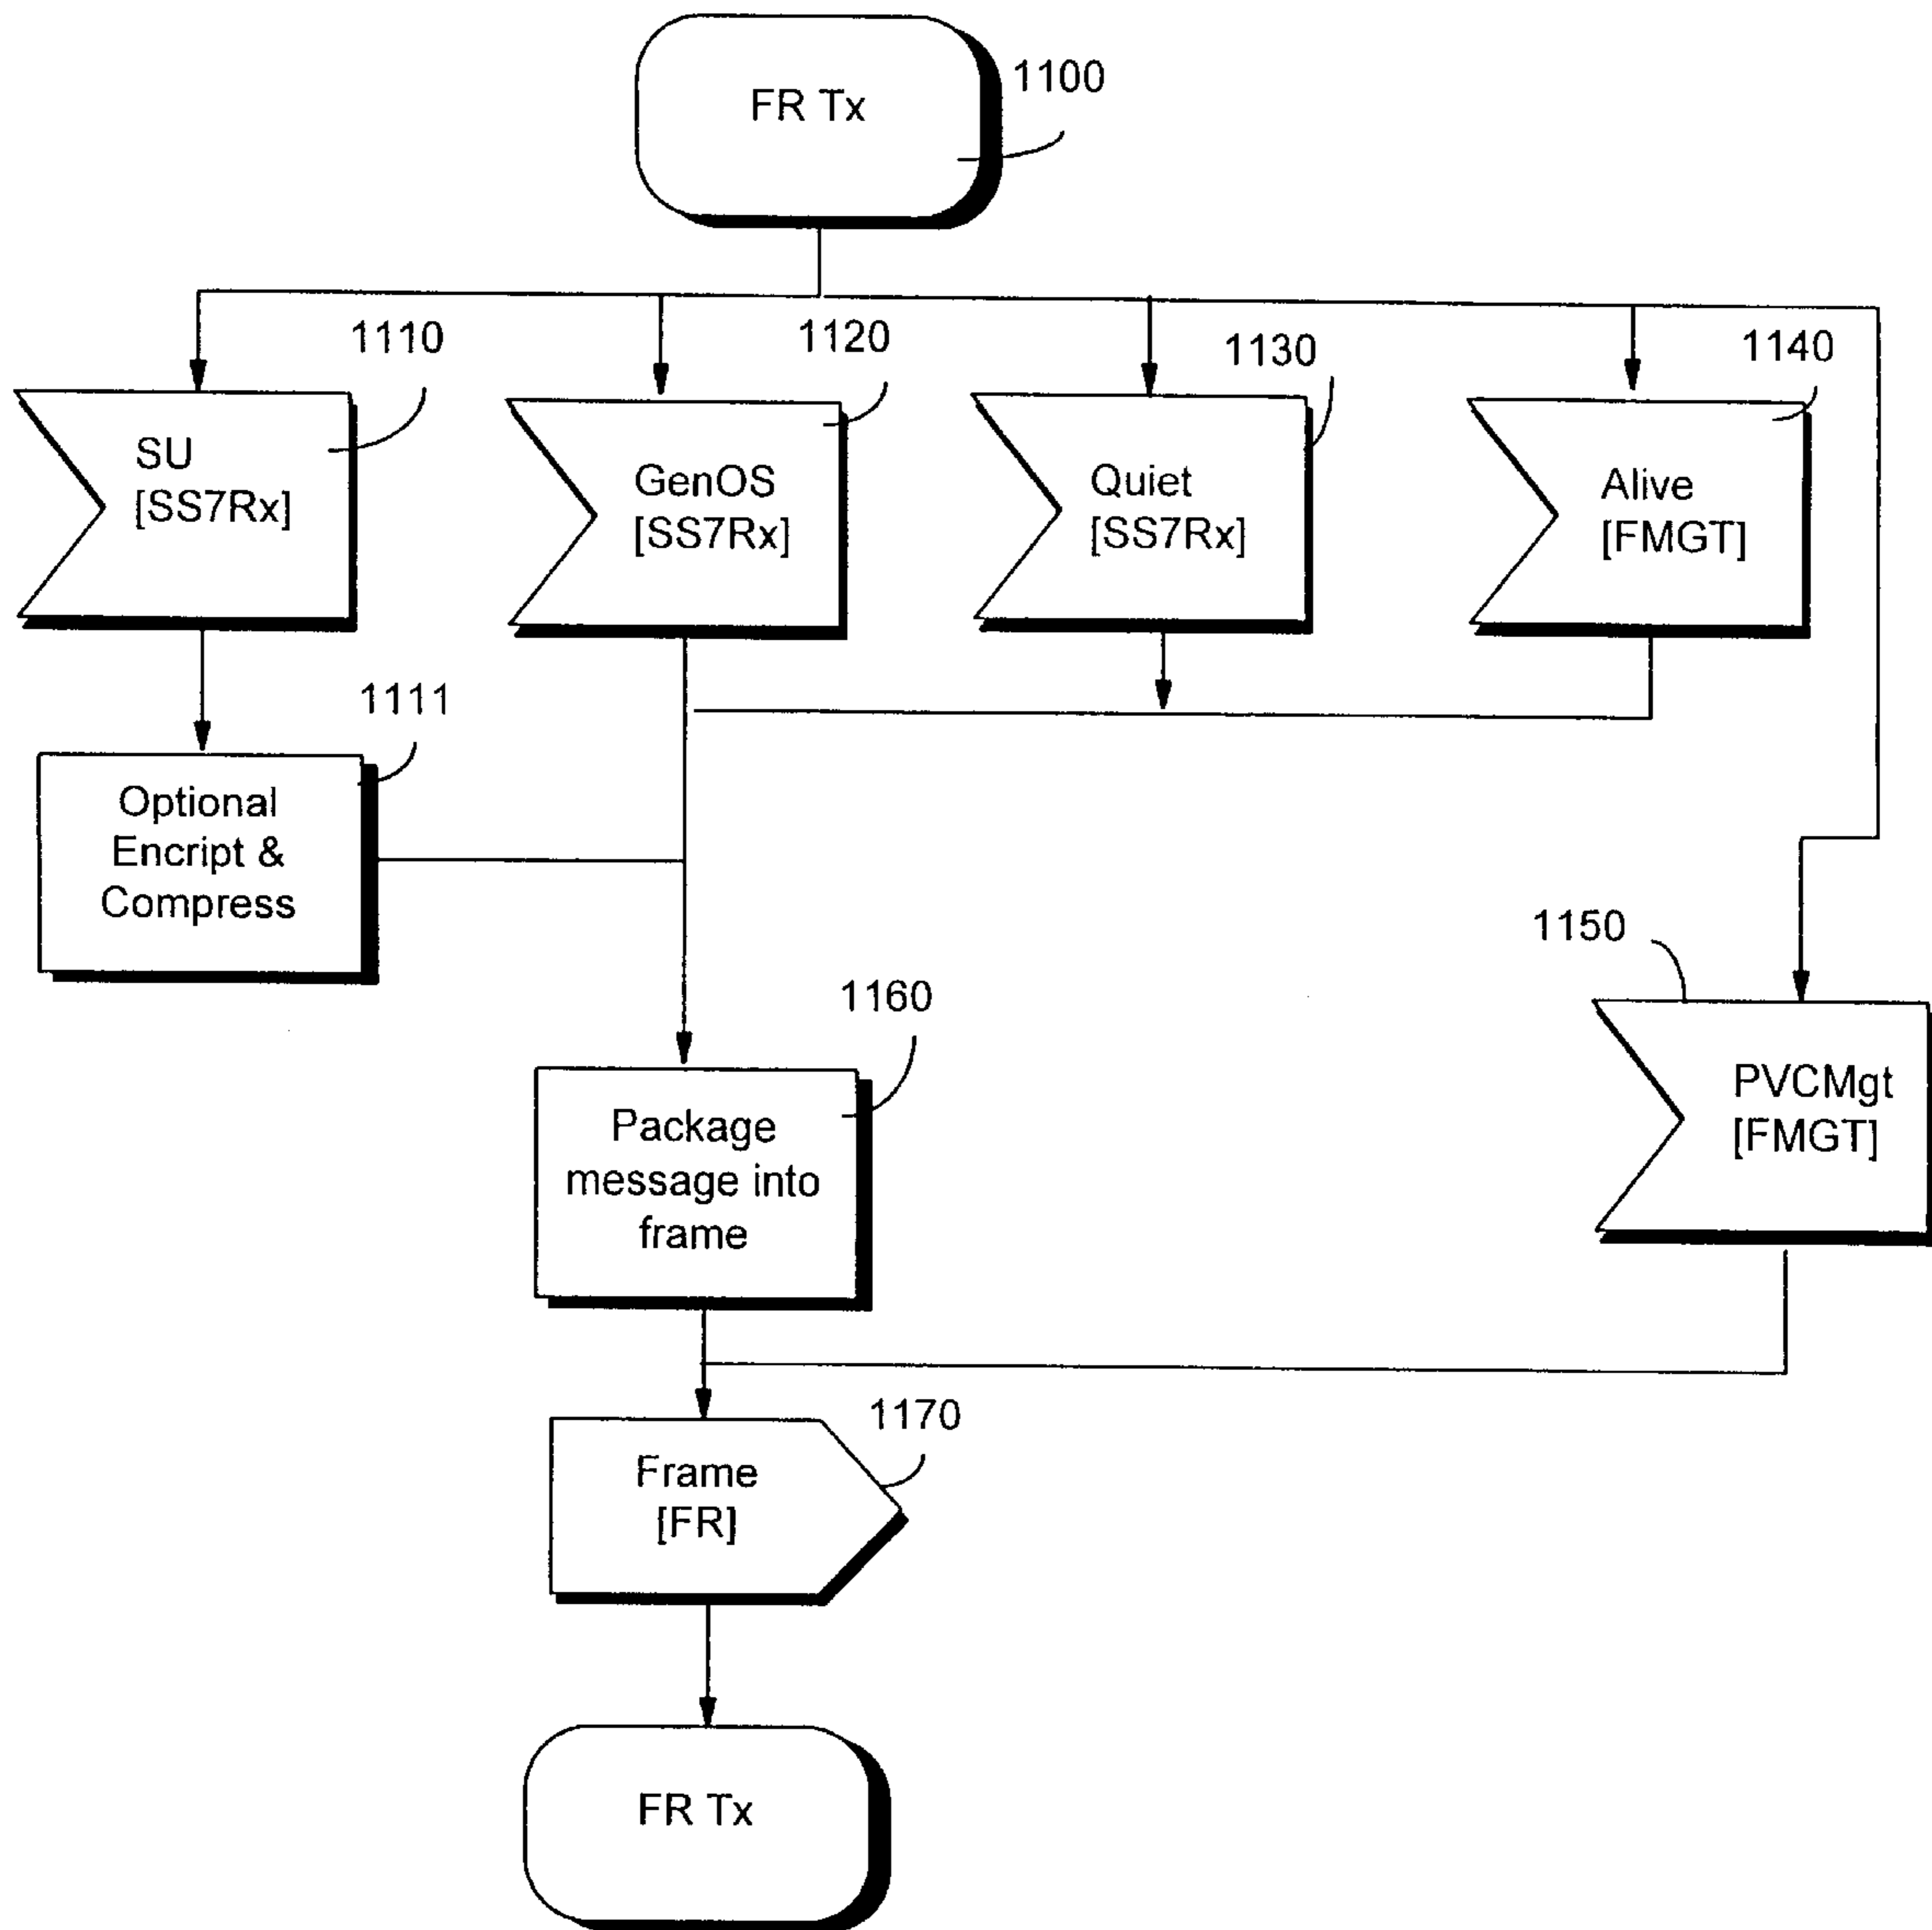 FR Tx
1100
1110
1120
1130
1140
SU
[SS7Rx]
GenOS
[SS7Rx]
Quiet
[SS7Rx]
Alive
[FMGT]
1111
Optional
Encript &
Compress
1150
1160
PVCMgt
[FMGT]
Package
message into
frame
1170
Frame
[FR]
FR Tx